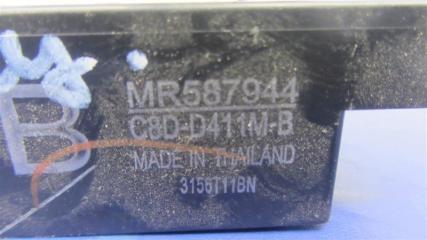 MR587944
C8D-D411M-B
B
MADE IN THAILAND
3156T11BN